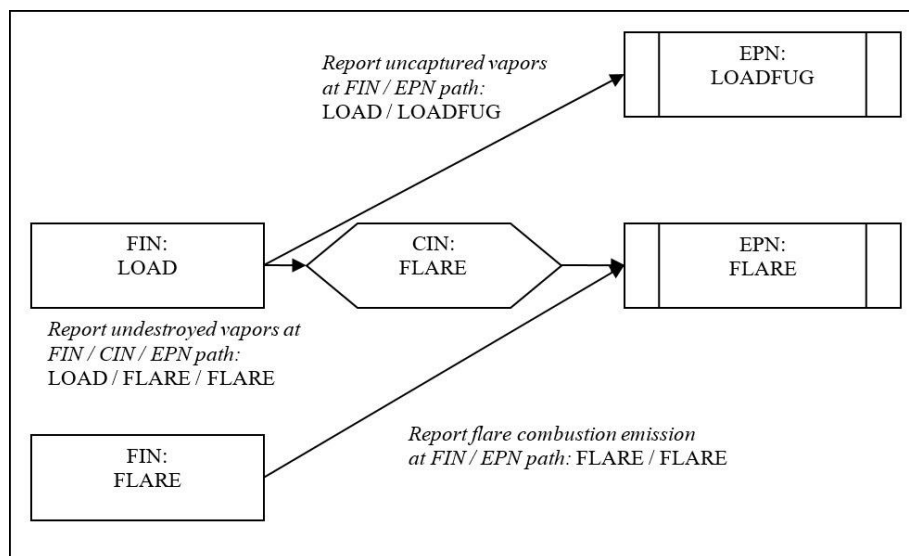 Report uncaptured vapors
at FIN / EPN path:
LOAD / LOADFUG
EPN:
LOADFUG
FIN:
LOAD
CIN:
FLARE
EPN:
FLARE
Report undestroyed vapors at
FIN / CIN / EPN path:
LOAD / FLARE / FLARE
FIN:
FLARE
Report flare combustion emission
at FIN / EPN path: FLARE / FLARE